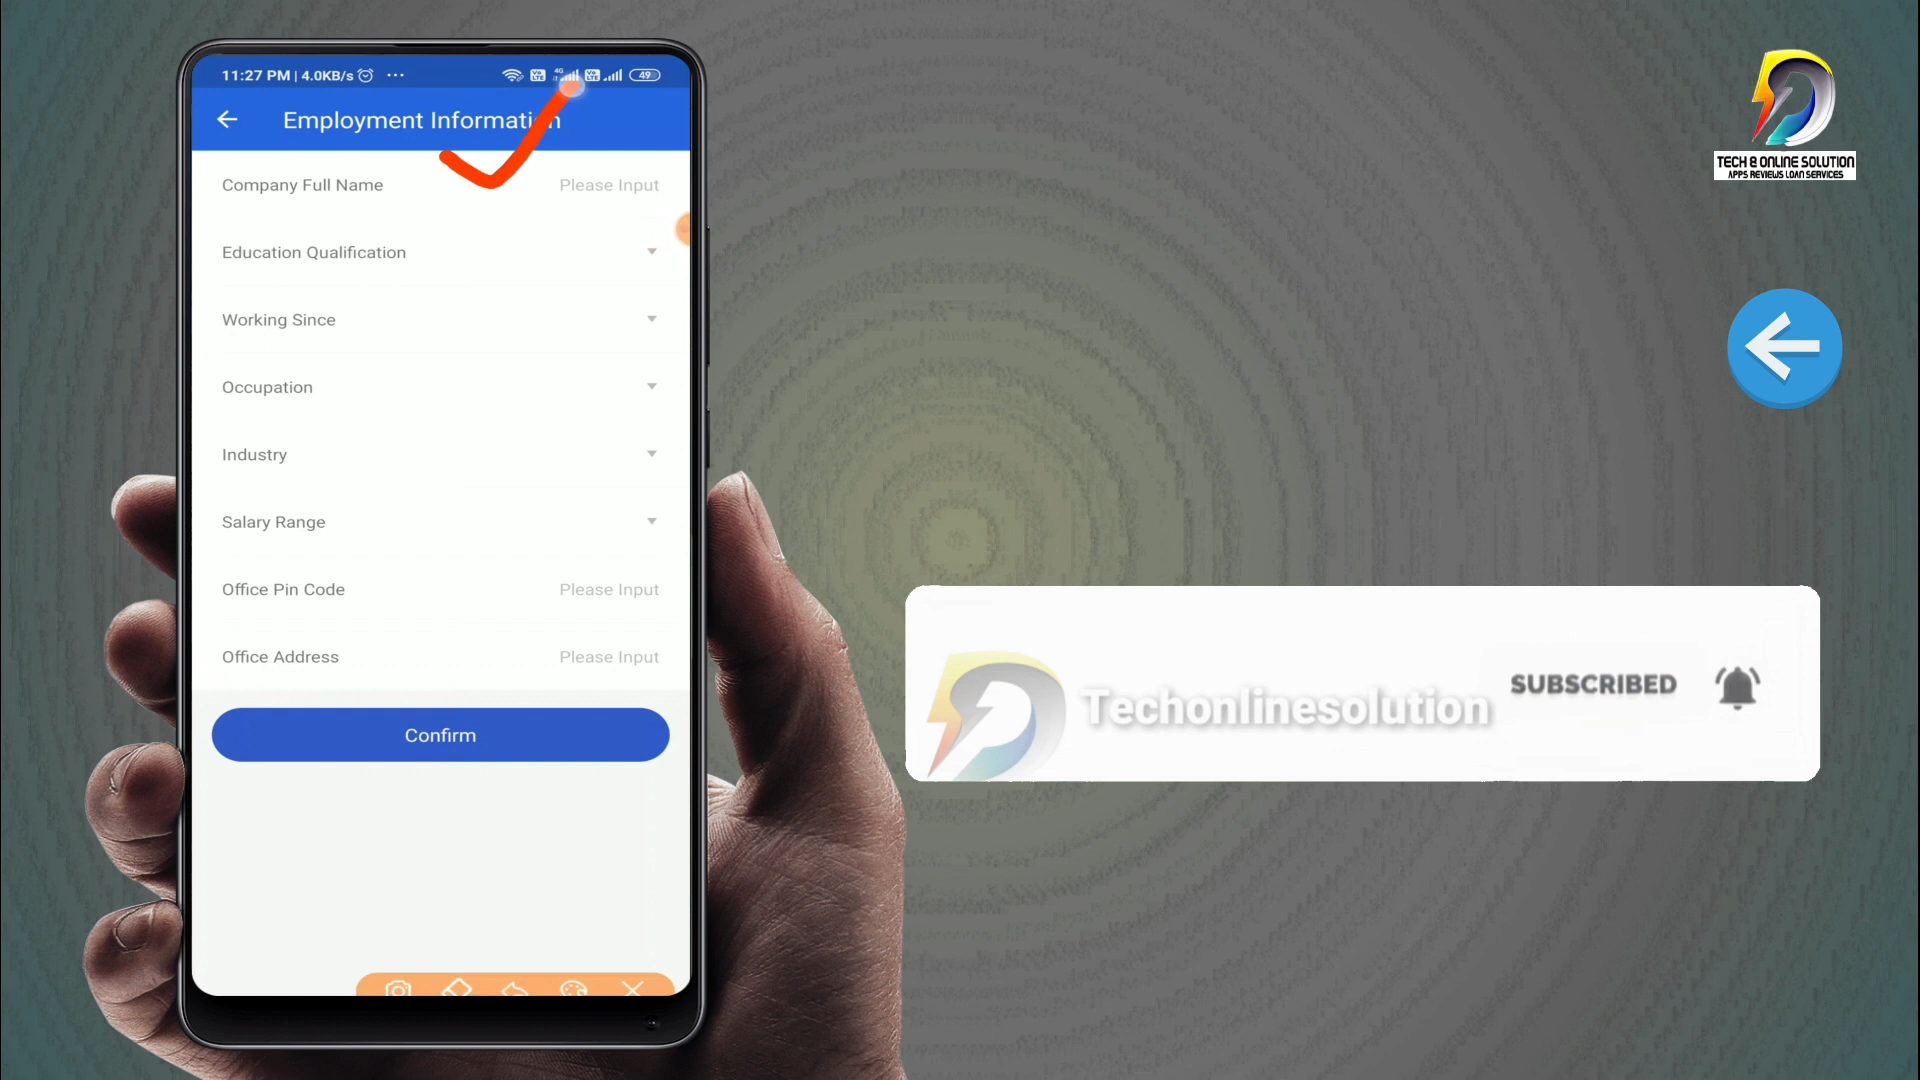 11:27 PM | 4.0KB/s
49
Employment Information
Company Full Name Please Input
Education Qualification
Working Since
Occupation
Industry
Salary Range
Office Pin Code Please Input
Office Address Please Input
Confirm
TECH & ONLINE SOLUTION
APPS REVIEWS LOAN SERVICES
Techonlinesolution
SUBSCRIBED